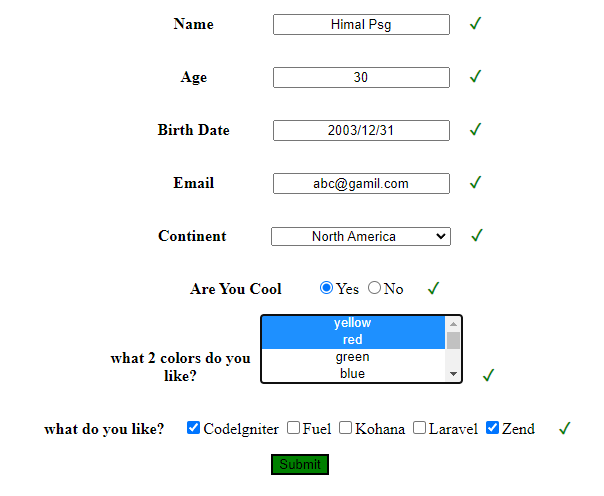 Name Himal Psg ✓
Age 30 ✓
Birth Date 2003/12/31 ✓
Email abc@gamil.com ✓
Continent North America ✓
Are You Cool Yes No ✓
yellow
red
green
blue
what 2 colors do you
like? ✓
what do you like? CodeIgniter Fuel Kohana Laravel Zend ✓
Submit